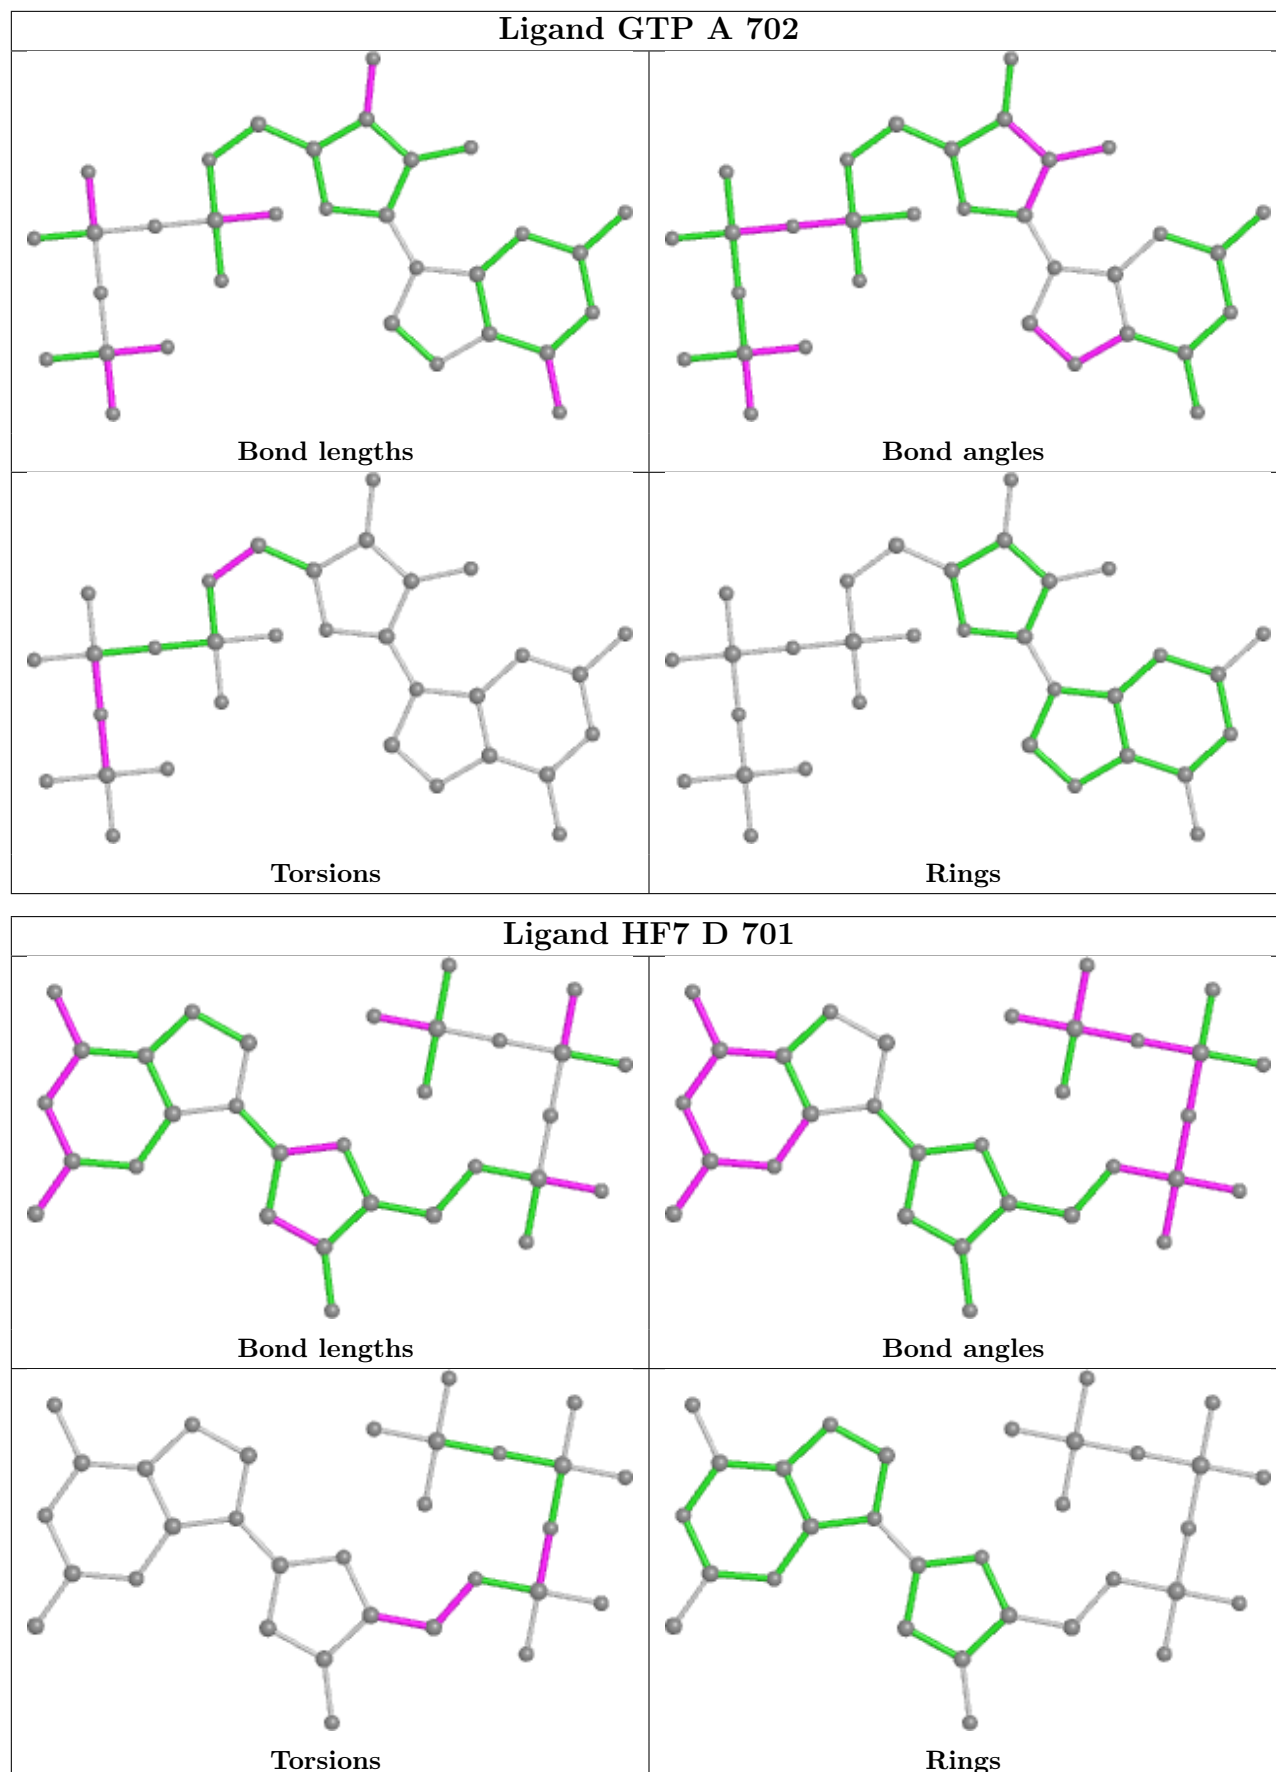 Ligand GTP A 702
Bond lengths
Bond angles
Torsions
Rings
Ligand HF7 D 701
Bond lengths
Bond angles
Torsions
Rings